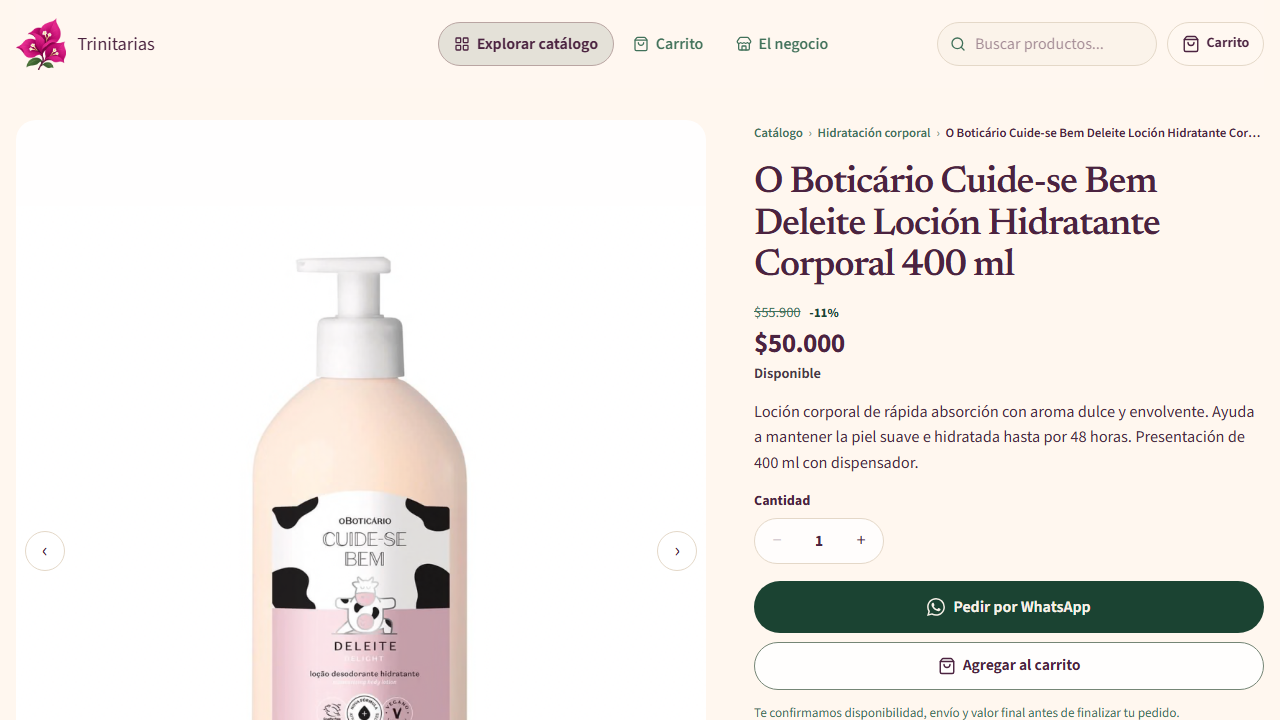 Trinitarias
Explorar catálogo
Carrito
El negocio
Buscar productos...
Carrito
Catálogo › Hidratación corporal › O Boticário Cuide-se Bem Deleite Loción Hidratante Cor...
O Boticário Cuide-se Bem
Deleite Loción Hidratante
Corporal 400 ml
$55.900 -11%
$50.000
Disponible
Loción corporal de rápida absorción con aroma dulce y envolvente. Ayuda
a mantener la piel suave e hidratada hasta por 48 horas. Presentación de
400 ml con dispensador.
Cantidad
− 1 +
Pedir por WhatsApp
Agregar al carrito
Te confirmamos disponibilidad, envío y valor final antes de finalizar tu pedido.
‹
›
oBOTICÁRIO
CUIDE-SE
BEM
DELEITE
DELIGHT
loção desodorante hidratante